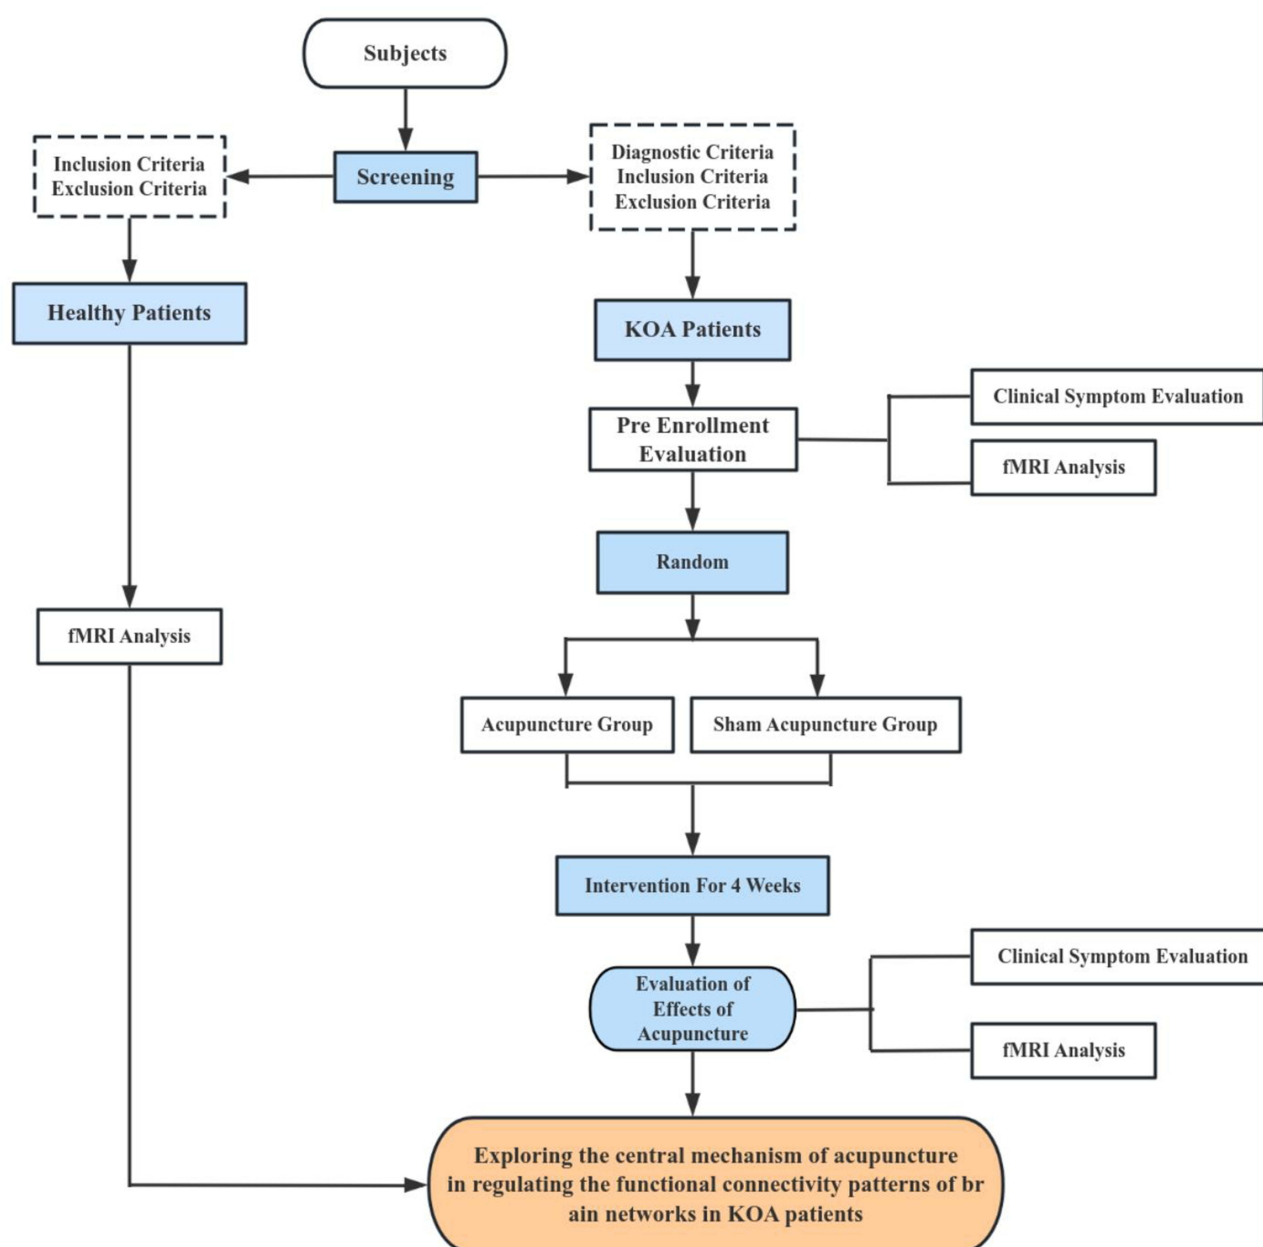 Subjects
Inclusion Criteria
Exclusion Criteria
Screening
Diagnostic Criteria
Inclusion Criteria
Exclusion Criteria
Healthy Patients
KOA Patients
Pre Enrollment
Evaluation
Clinical Symptom Evaluation
fMRI Analysis
Random
fMRI Analysis
Acupuncture Group
Sham Acupuncture Group
Intervention For 4 Weeks
Evaluation of
Effects of
Acupuncture
Clinical Symptom Evaluation
fMRI Analysis
Exploring the central mechanism of acupuncture
in regulating the functional connectivity patterns of br
ain networks in KOA patients